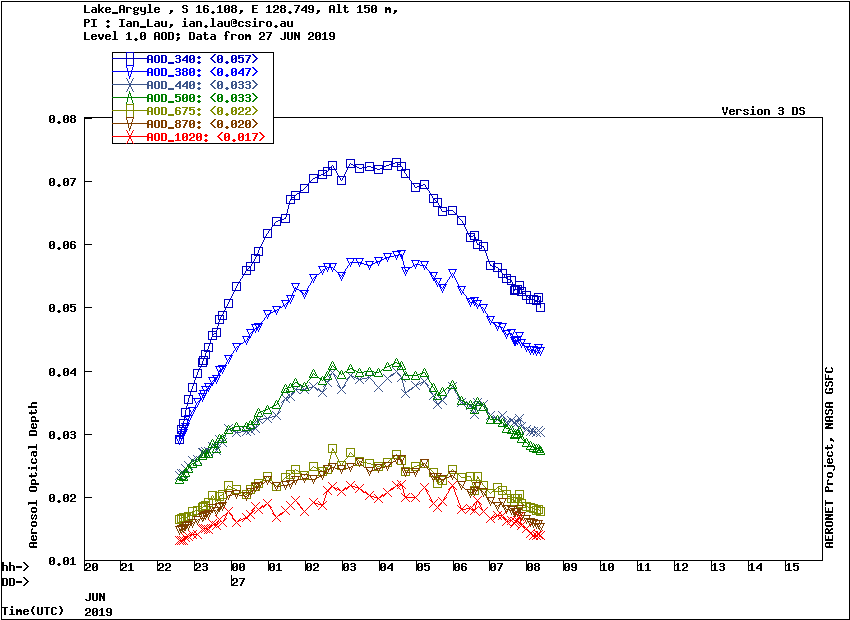 Lake_Argyle , S 16.108, E 128.749, Alt 150 m,
PI : Ian_Lau, ian.lau@csiro.au
Level 1.0 AOD; Data from 27 JUN 2019
AOD_340: <0.057>
AOD_380: <0.047>
AOD_440: <0.033>
AOD_500: <0.033>
AOD_675: <0.022>
AOD_870: <0.020>
AOD_1020: <0.017>
Version 3 DS
0.08
0.07
0.06
0.05
0.04
0.03
0.02
0.01
Aerosol Optical Depth
AERONET Project, NASA GSFC
hh-> 20 21 22 23 00 01 02 03 04 05 06 07 08 09 10 11 12 13 14 15
DD-> 27
JUN
Time(UTC) 2019